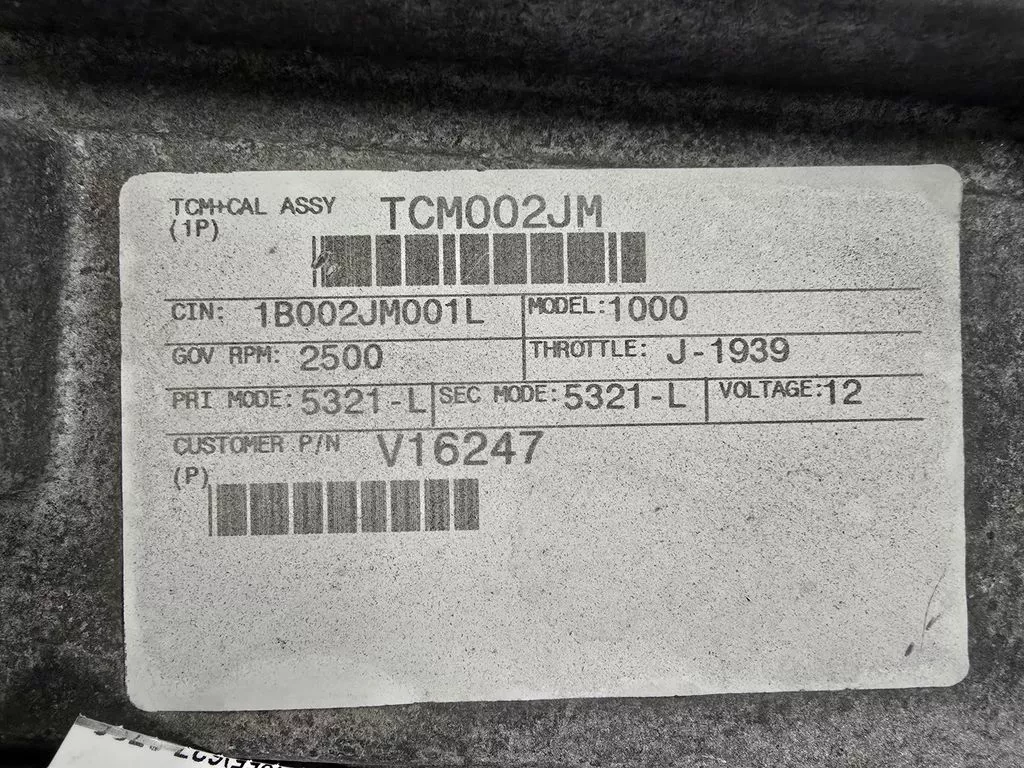 TCM+CAL ASSY TCM002JM
(1P)
CIN: 1B002JM001L MODEL:1000
GOV RPM: 2500 THROTTLE: J-1939
PRI MODE: 5321-L SEC MODE: 5321-L VOLTAGE:12
CUSTOMER P/N V16247
(P)